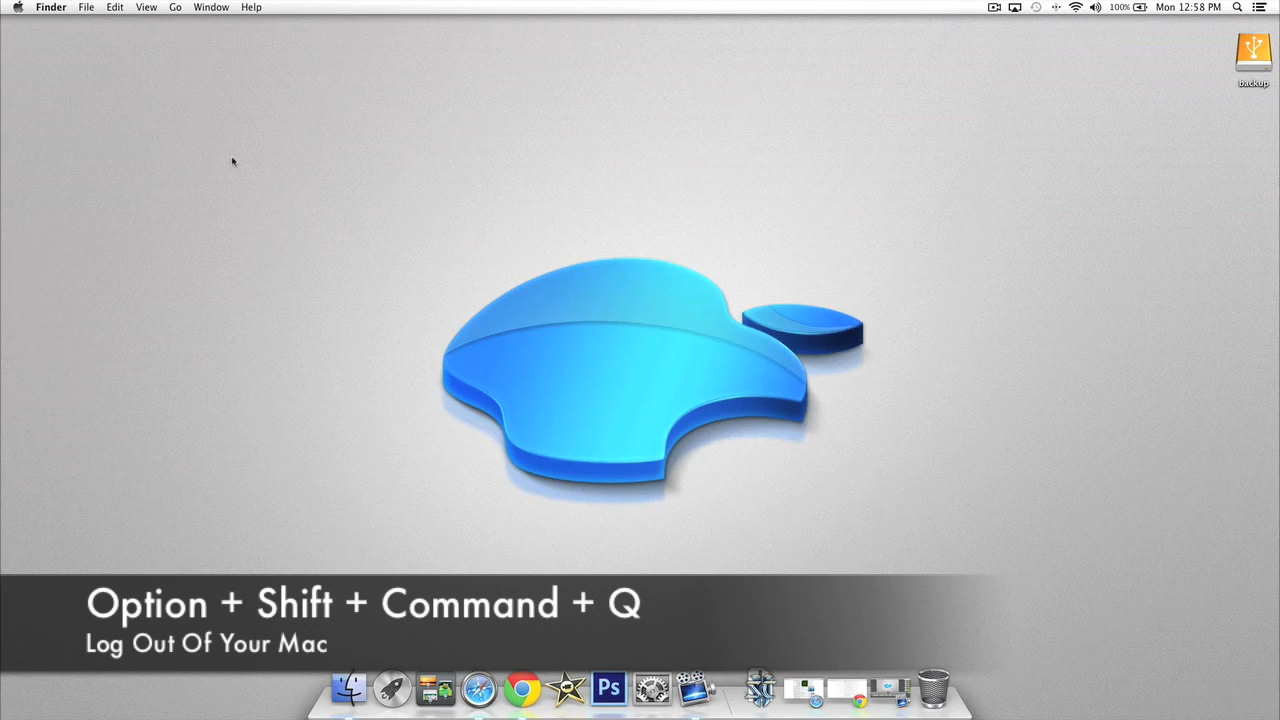 Finder File Edit View Go Window Help 100% Mon 12:58 PM
backup
Option + Shift + Command + Q
Log Out Of Your Mac
Ps